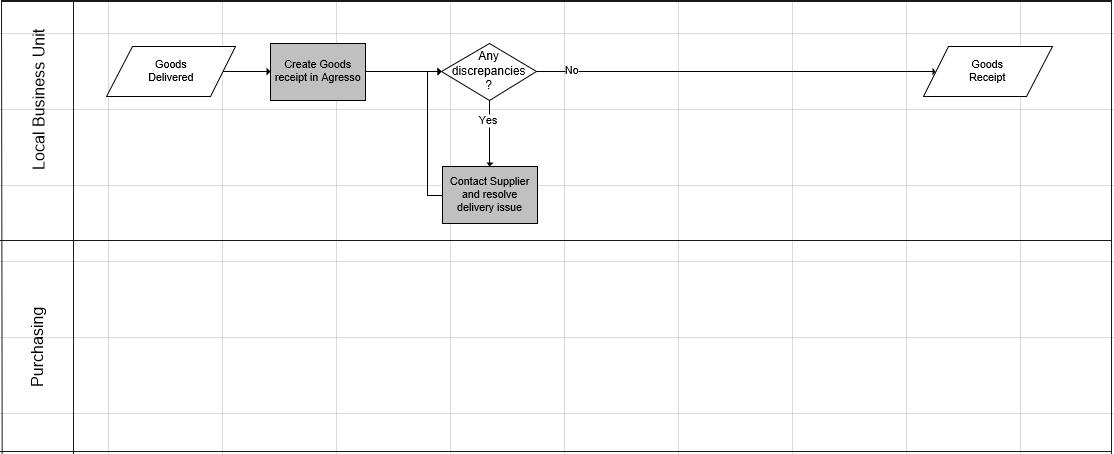 Local Business Unit
Goods
Delivered
Create Goods
receipt in Agresso
Any
discrepancies
?
No
Goods
Receipt
Yes
Contact Supplier
and resolve
delivery issue
Purchasing